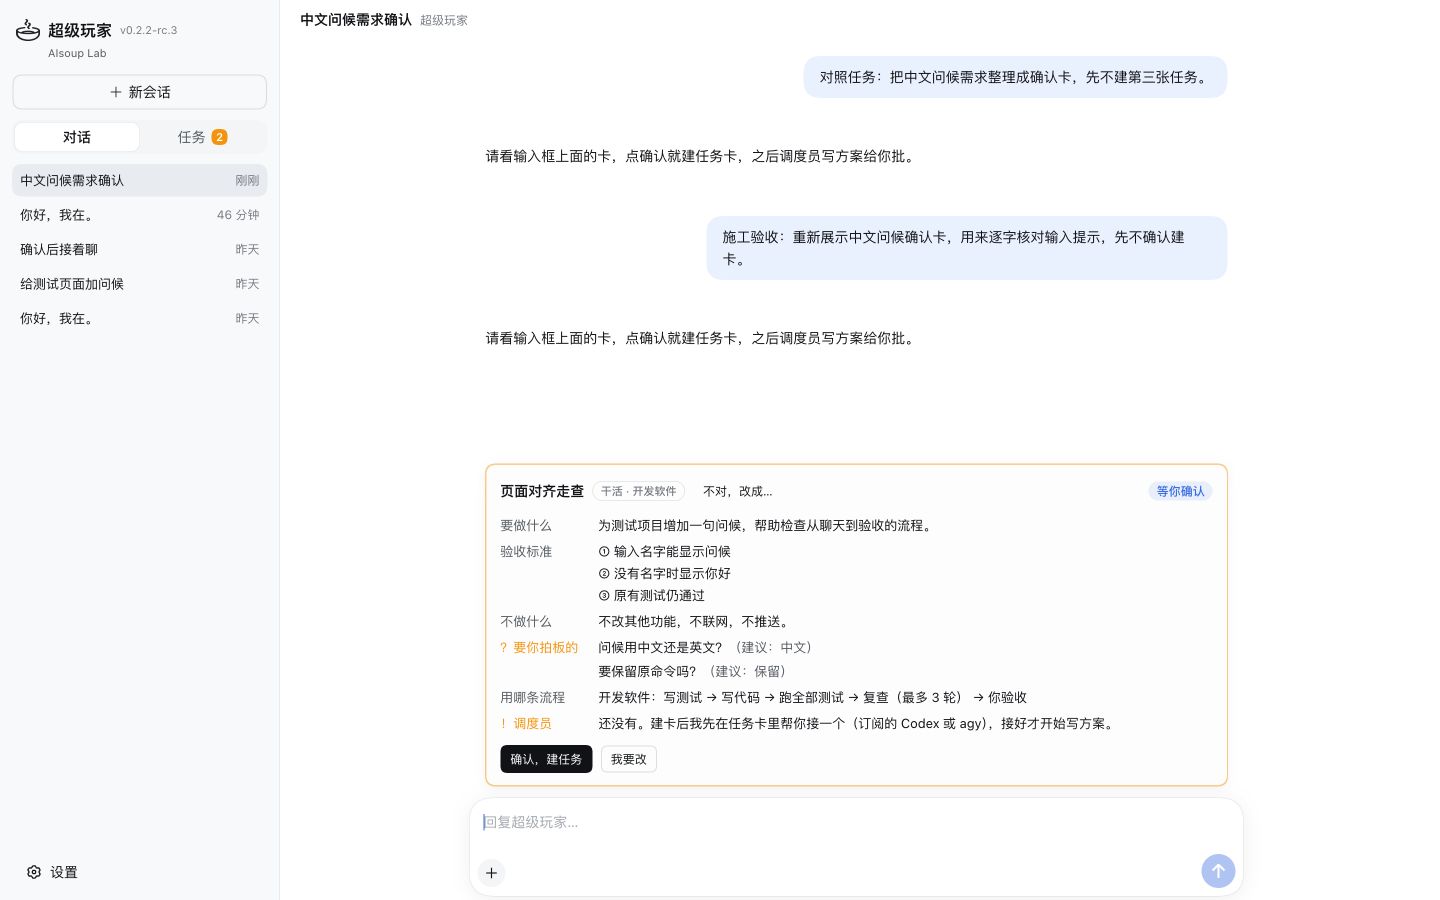 超级玩家 v0.2.2-rc.3
AIsoup Lab
+ 新会话
对话
任务 2
中文问候需求确认 刚刚
你好，我在。 46 分钟
确认后接着聊 昨天
给测试页面加问候 昨天
你好，我在。 昨天
设置
中文问候需求确认 超级玩家
对照任务：把中文问候需求整理成确认卡，先不建第三张任务。
请看输入框上面的卡，点确认就建任务卡，之后调度员写方案给你批。
施工验收：重新展示中文问候确认卡，用来逐字核对输入提示，先不确认建
卡。
请看输入框上面的卡，点确认就建任务卡，之后调度员写方案给你批。
页面对齐走查 干活 · 开发软件 不对，改成... 等你确认
要做什么 为测试项目增加一句问候，帮助检查从聊天到验收的流程。
验收标准 ① 输入名字能显示问候
② 没有名字时显示你好
③ 原有测试仍通过
不做什么 不改其他功能，不联网，不推送。
? 要你拍板的 问候用中文还是英文？（建议：中文）
要保留原命令吗？（建议：保留）
用哪条流程 开发软件：写测试 → 写代码 → 跑全部测试 → 复查（最多 3 轮） → 你验收
! 调度员 还没有。建卡后我先在任务卡里帮你接一个（订阅的 Codex 或 agy），接好才开始写方案。
确认，建任务 我要改
回复超级玩家...